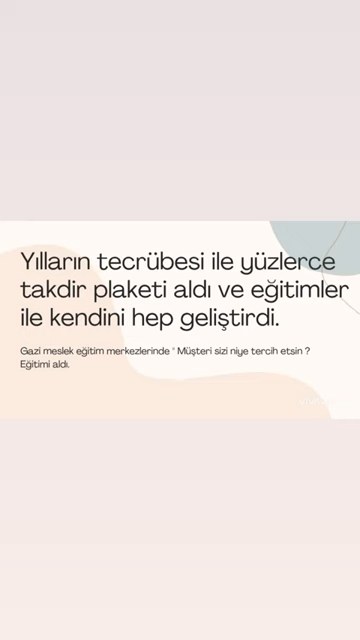 Yılların tecrübesi ile yüzlerce
takdir plaketi aldı ve eğitimler
ile kendini hep geliştirdi.
Gazi meslek eğitim merkezlerinde " Müşteri sizi niye tercih etsin ?
Eğitimi aldı.